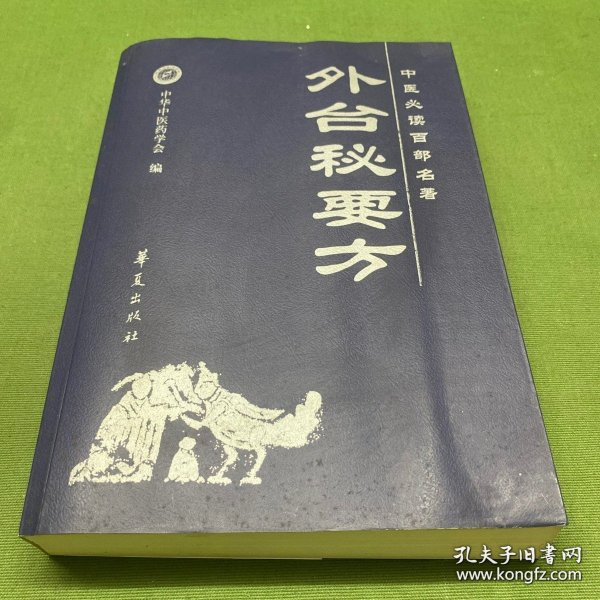 中医必读百部名著
外台秘要方
中华中医药学会 编
華夏出版社
孔夫子旧书网
www.kongfz.com